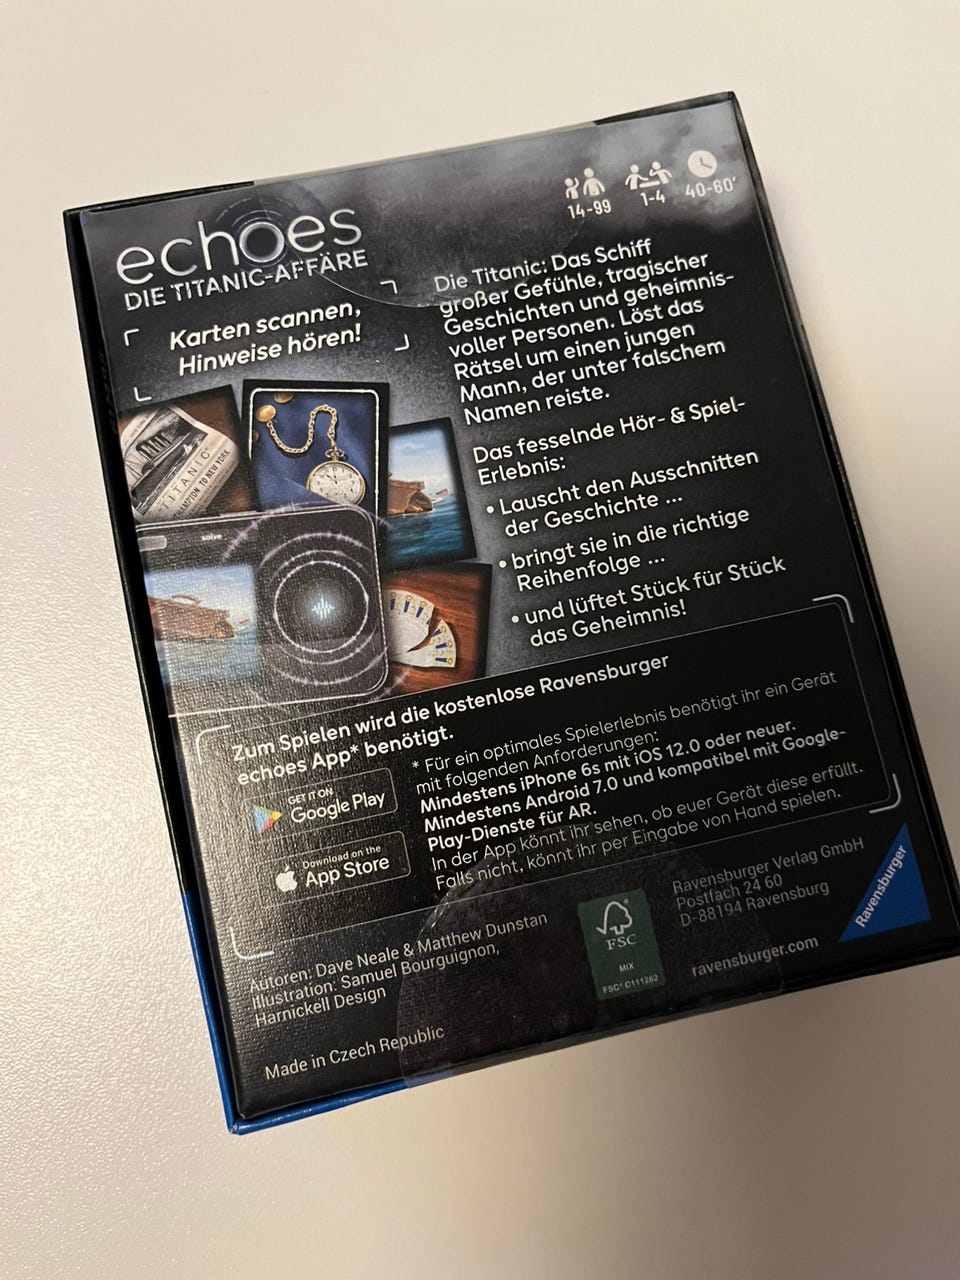 echoes
DIE TITANIC-AFFÄRE
14-99
1-4
40-60'
Karten scannen,
Hinweise hören!
Die Titanic: Das Schiff
großer Gefühle, tragischer
Geschichten und geheimnis-
voller Personen. Löst das
Rätsel um einen jungen
Mann, der unter falschem
Namen reiste.
Das fesselnde Hör- & Spiel-
Erlebnis:
• Lauscht den Ausschnitten
der Geschichte ...
• bringt sie in die richtige
Reihenfolge ...
• und lüftet Stück für Stück
das Geheimnis!
TITANIC
TO NEW YORK
solve
Zum Spielen wird die kostenlose Ravensburger
echoes App* benötigt.
GET IT ON
Google Play
Download on the
App Store
* Für ein optimales Spielerlebnis benötigt ihr ein Gerät
mit folgenden Anforderungen:
Mindestens iPhone 6s mit iOS 12.0 oder neuer.
Mindestens Android 7.0 und kompatibel mit Google-
Play-Dienste für AR.
In der App könnt ihr sehen, ob euer Gerät diese erfüllt.
Falls nicht, könnt ihr per Eingabe von Hand spielen.
Autoren: Dave Neale & Matthew Dunstan
Illustration: Samuel Bourguignon,
Harnickell Design
Made in Czech Republic
FSC
MIX
FSC® C111262
Ravensburger Verlag GmbH
Postfach 24 60
D-88194 Ravensburg
ravensburger.com
Ravensburger